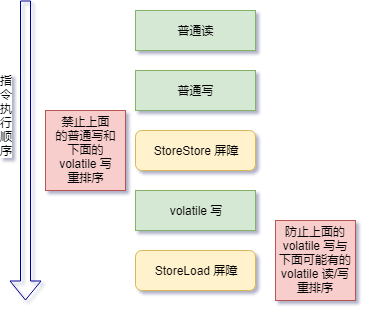 普通读
普通写
指令执行顺序
禁止上面
的普通写和
下面的
volatile 写
重排序
StoreStore 屏障
volatile 写
StoreLoad 屏障
防止上面的
volatile 写与
下面可能有的
volatile 读/写
重排序